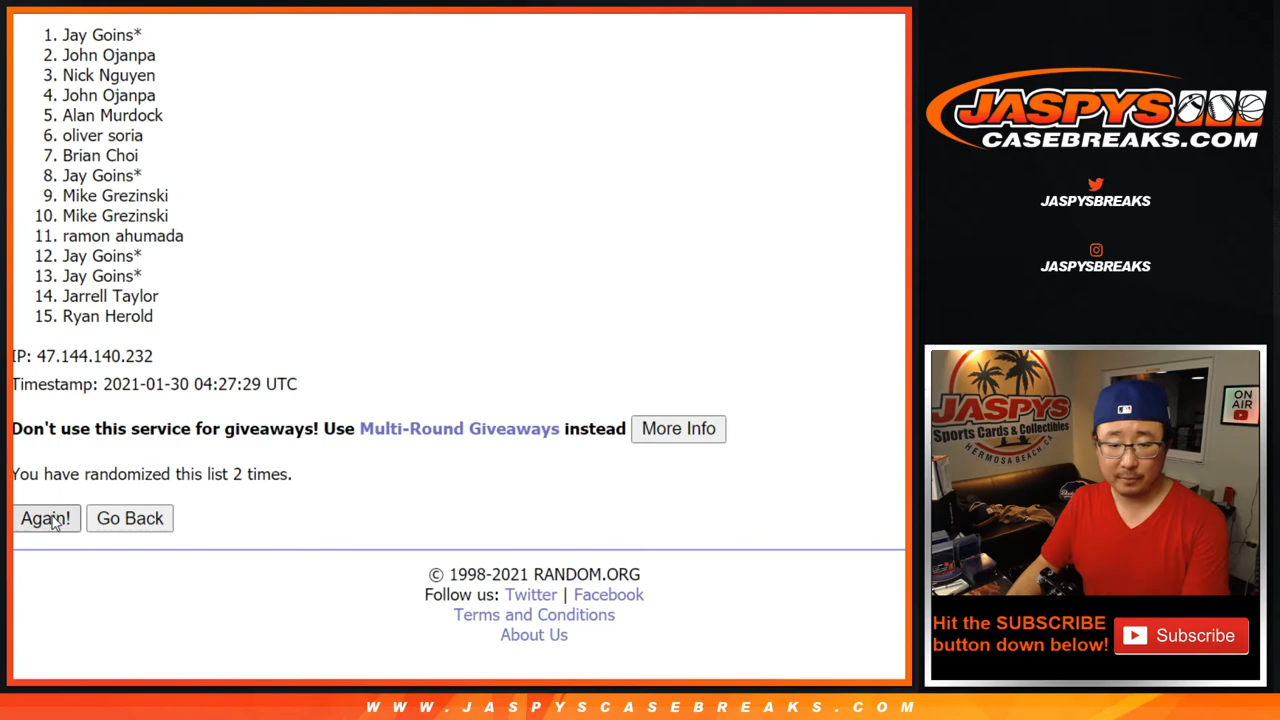 1. Jay Goins*
2. John Ojanpa
3. Nick Nguyen
4. John Ojanpa
5. Alan Murdock
6. oliver soria
7. Brian Choi
8. Jay Goins*
9. Mike Grezinski
10. Mike Grezinski
11. ramon ahumada
12. Jay Goins*
13. Jay Goins*
14. Jarrell Taylor
15. Ryan Herold
IP: 47.144.140.232
Timestamp: 2021-01-30 04:27:29 UTC
Don't use this service for giveaways! Use Multi-Round Giveaways instead More Info
You have randomized this list 2 times.
Again! Go Back
© 1998-2021 RANDOM.ORG
Follow us: Twitter | Facebook
Terms and Conditions
About Us
JASPYS
CASEBREAKS.COM
JASPYSBREAKS
JASPYSBREAKS
JASPYS
Sports Cards & Collectibles
HERMOSA BEACH, CA
ON
AIR
Hit the SUBSCRIBE
button down below!
Subscribe
WWW.JASPYSCASEBREAKS.COM